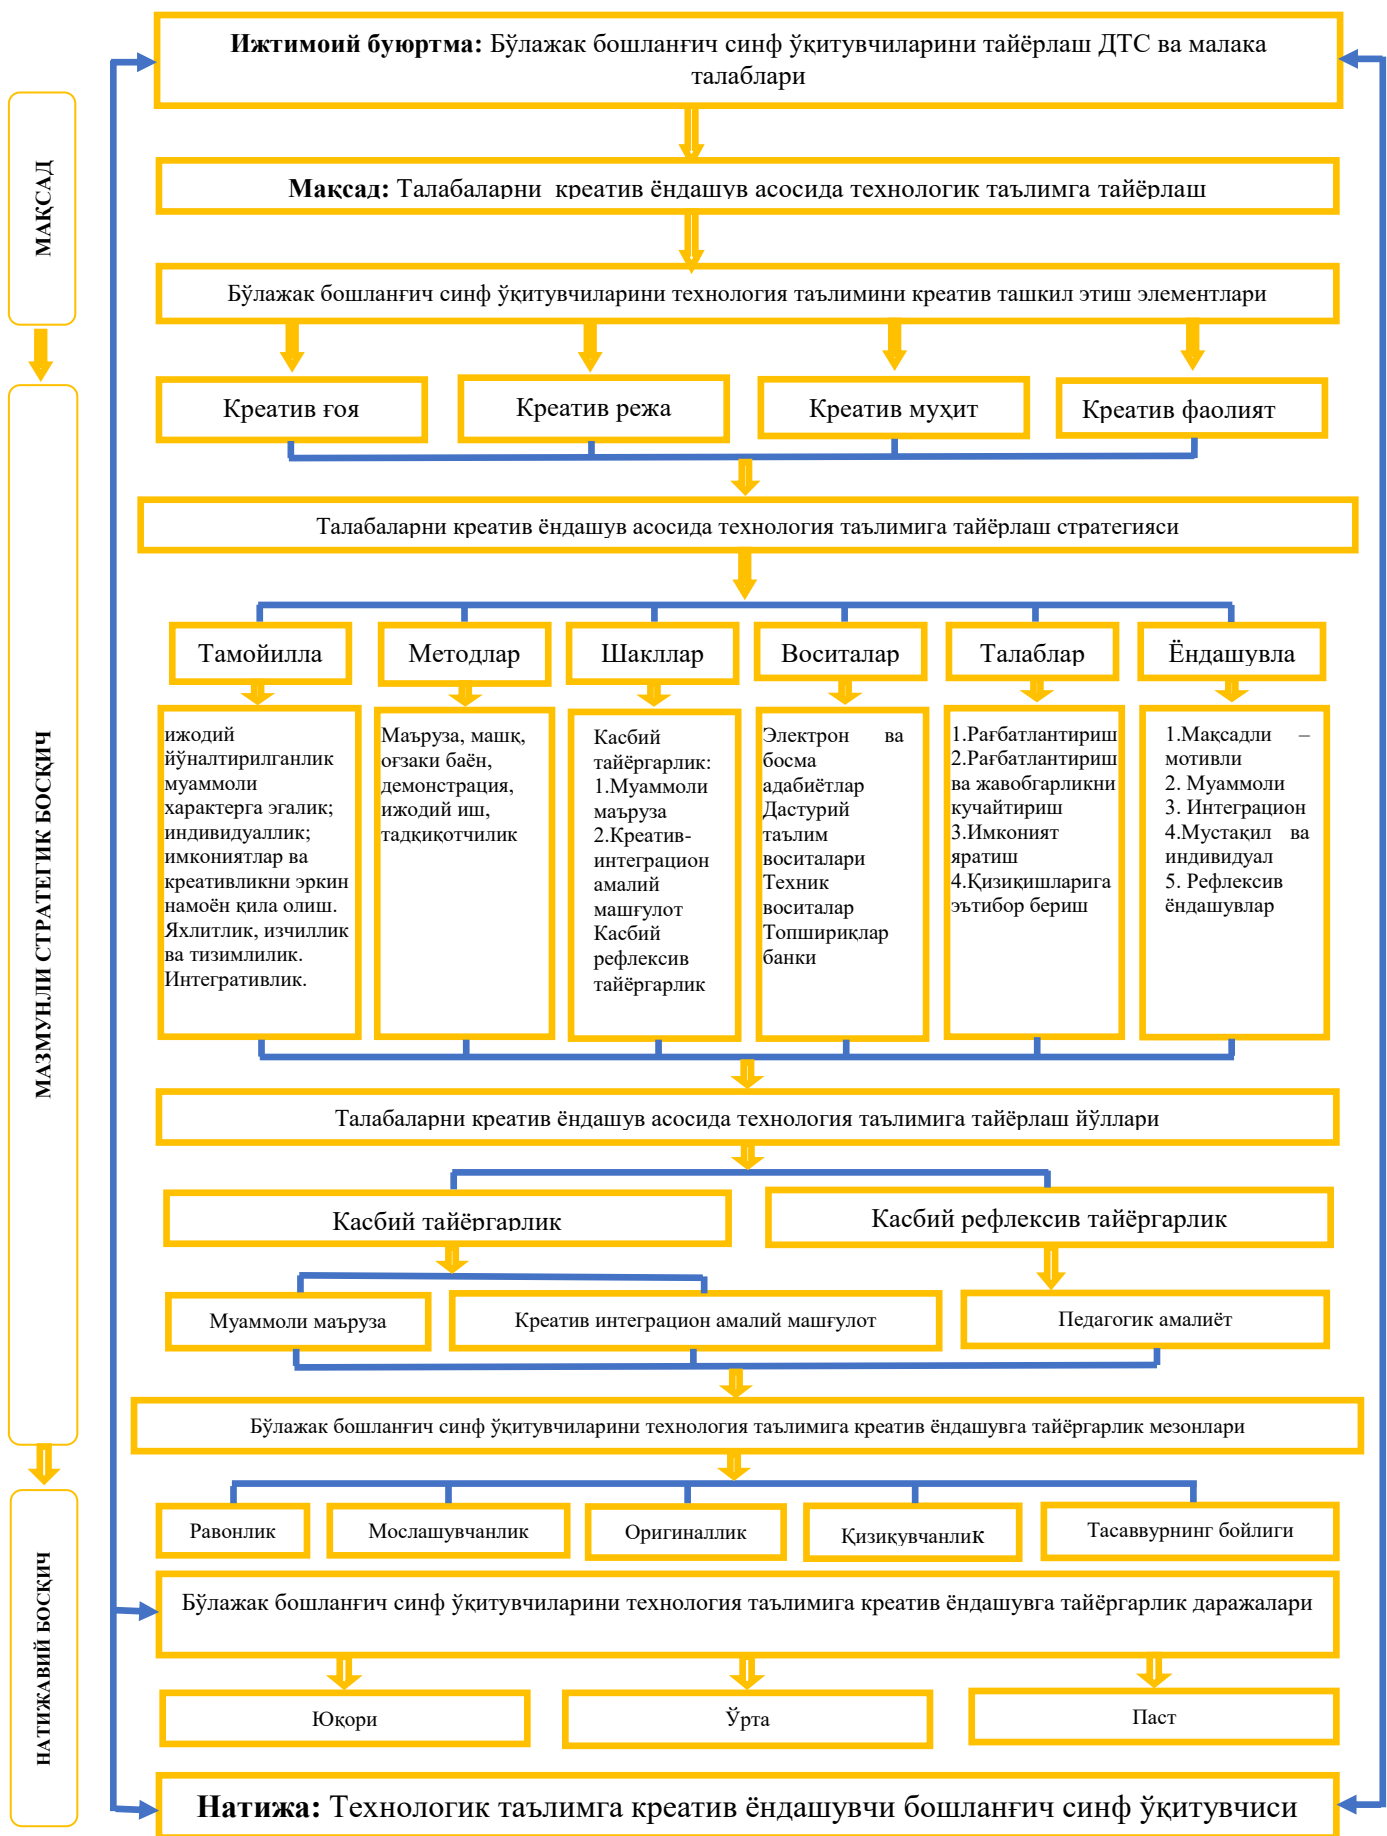 Ижтимоий буюртма: Бўлажак бошланғич синф ўқитувчиларини тайёрлаш ДТС ва малака
талаблари
МАҚСАД
Мақсад: Талабаларни креатив ёндашув асосида технологик таълимга тайёрлаш
Бўлажак бошланғич синф ўқитувчиларини технология таълимини креатив ташкил этиш элементлари
МАЗМУНЛИ СТРАТЕГИК БОСҚИЧ
Креатив ғоя
Креатив режа
Креатив муҳит
Креатив фаолият
Талабаларни креатив ёндашув асосида технология таълимига тайёрлаш стратегияси
Тамойилла
Методлар
Шакллар
Воситалар
Талаблар
Ёндашувла
ижодий
йўналтирилганлик
муаммоли
характерга эгалик;
индивидуаллик;
имкониятлар ва
креативликни эркин
намоён қила олиш.
Яхлитлик, изчиллик
ва тизимлилик.
Интегративлик.
Маъруза, машқ,
оғзаки баён,
демонстрация,
ижодий иш,
тадқиқотчилик
Касбий
тайёргарлик:
1.Муаммоли
маъруза
2.Креатив-
интеграцион
амалий
машғулот
Касбий
рефлексив
тайёргарлик
Электрон ва
босма
адабиётлар
Дастурий
таълим
воситалари
Техник
воситалар
Топшириқлар
банки
1.Рағбатлантириш
2.Рағбатлантириш
ва жавобгарликни
кучайтириш
3.Имконият
яратиш
4.Қизиқишларига
эътибор бериш
1.Мақсадли –
мотивли
2. Муаммоли
3. Интеграцион
4.Мустақил ва
индивидуал
5. Рефлексив
ёндашувлар
Талабаларни креатив ёндашув асосида технология таълимига тайёрлаш йўллари
Касбий тайёргарлик
Касбий рефлексив тайёргарлик
Муаммоли маъруза
Креатив интеграцион амалий машғулот
Педагогик амалиёт
Бўлажак бошланғич синф ўқитувчиларини технология таълимига креатив ёндашувга тайёргарлик мезонлари
НАТИЖАВИЙ БОСҚИЧ
Равонлик
Мослашувчанлик
Оригиналлик
Қизиқувчанлик
Тасаввурнинг бойлиги
Бўлажак бошланғич синф ўқитувчиларини технология таълимига креатив ёндашувга тайёргарлик даражалари
Юқори
Ўрта
Паст
Натижа: Технологик таълимга креатив ёндашувчи бошланғич синф ўқитувчиси